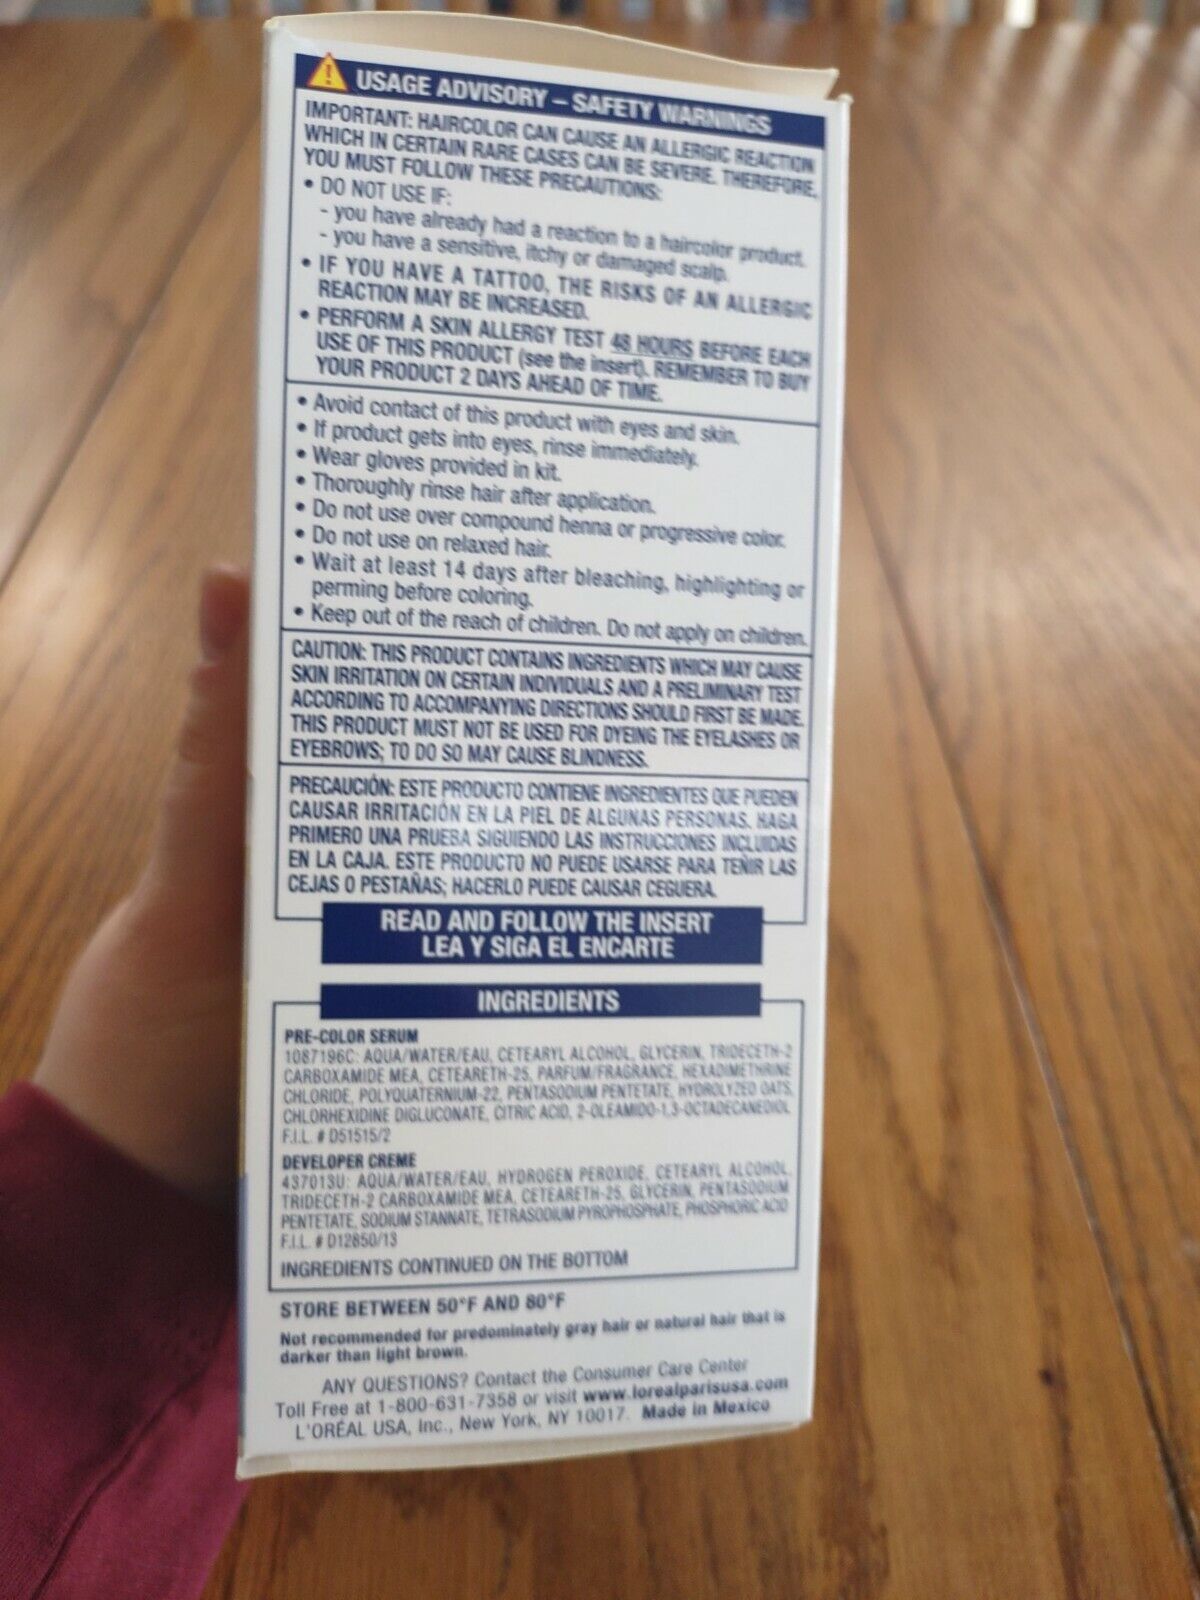 USAGE ADVISORY – SAFETY WARNINGS
IMPORTANT: HAIRCOLOR CAN CAUSE AN ALLERGIC REACTION
WHICH IN CERTAIN RARE CASES CAN BE SEVERE. THEREFORE,
YOU MUST FOLLOW THESE PRECAUTIONS:
• DO NOT USE IF:
- you have already had a reaction to a haircolor product.
- you have a sensitive, itchy or damaged scalp.
• IF YOU HAVE A TATTOO, THE RISKS OF AN ALLERGIC
REACTION MAY BE INCREASED.
• PERFORM A SKIN ALLERGY TEST 48 HOURS BEFORE EACH
USE OF THIS PRODUCT (see the insert). REMEMBER TO BUY
YOUR PRODUCT 2 DAYS AHEAD OF TIME.
• Avoid contact of this product with eyes and skin.
• If product gets into eyes, rinse immediately.
• Wear gloves provided in kit.
• Thoroughly rinse hair after application.
• Do not use over compound henna or progressive color.
• Do not use on relaxed hair.
• Wait at least 14 days after bleaching, highlighting or
perming before coloring.
• Keep out of the reach of children. Do not apply on children.
CAUTION: THIS PRODUCT CONTAINS INGREDIENTS WHICH MAY CAUSE
SKIN IRRITATION ON CERTAIN INDIVIDUALS AND A PRELIMINARY TEST
ACCORDING TO ACCOMPANYING DIRECTIONS SHOULD FIRST BE MADE.
THIS PRODUCT MUST NOT BE USED FOR DYEING THE EYELASHES OR
EYEBROWS; TO DO SO MAY CAUSE BLINDNESS.
PRECAUCIÓN: ESTE PRODUCTO CONTIENE INGREDIENTES QUE PUEDEN
CAUSAR IRRITACIÓN EN LA PIEL DE ALGUNAS PERSONAS. HAGA
PRIMERO UNA PRUEBA SIGUIENDO LAS INSTRUCCIONES INCLUIDAS
EN LA CAJA. ESTE PRODUCTO NO PUEDE USARSE PARA TEÑIR LAS
CEJAS O PESTAÑAS; HACERLO PUEDE CAUSAR CEGUERA.
READ AND FOLLOW THE INSERT
LEA Y SIGA EL ENCARTE
INGREDIENTS
PRE-COLOR SERUM
1087196C: AQUA/WATER/EAU, CETEARYL ALCOHOL, GLYCERIN, TRIDECETH-2
CARBOXAMIDE MEA, CETEARETH-25, PARFUM/FRAGRANCE, HEXADIMETHRINE
CHLORIDE, POLYQUATERNIUM-22, PENTASODIUM PENTETATE, HYDROLYZED OATS,
CHLORHEXIDINE DIGLUCONATE, CITRIC ACID, 2-OLEAMIDO-1,3-OCTADECANEDIOL
F.I.L. # D51515/2
DEVELOPER CREME
437013U: AQUA/WATER/EAU, HYDROGEN PEROXIDE, CETEARYL ALCOHOL,
TRIDECETH-2 CARBOXAMIDE MEA, CETEARETH-25, GLYCERIN, PENTASODIUM
PENTETATE, SODIUM STANNATE, TETRASODIUM PYROPHOSPHATE, PHOSPHORIC ACID
F.I.L. # D12850/13
INGREDIENTS CONTINUED ON THE BOTTOM
STORE BETWEEN 50°F AND 80°F
Not recommended for predominately gray hair or natural hair that is
darker than light brown.
ANY QUESTIONS? Contact the Consumer Care Center
Toll Free at 1-800-631-7358 or visit www.lorealparisusa.com
L'ORÉAL USA, Inc., New York, NY 10017. Made in Mexico